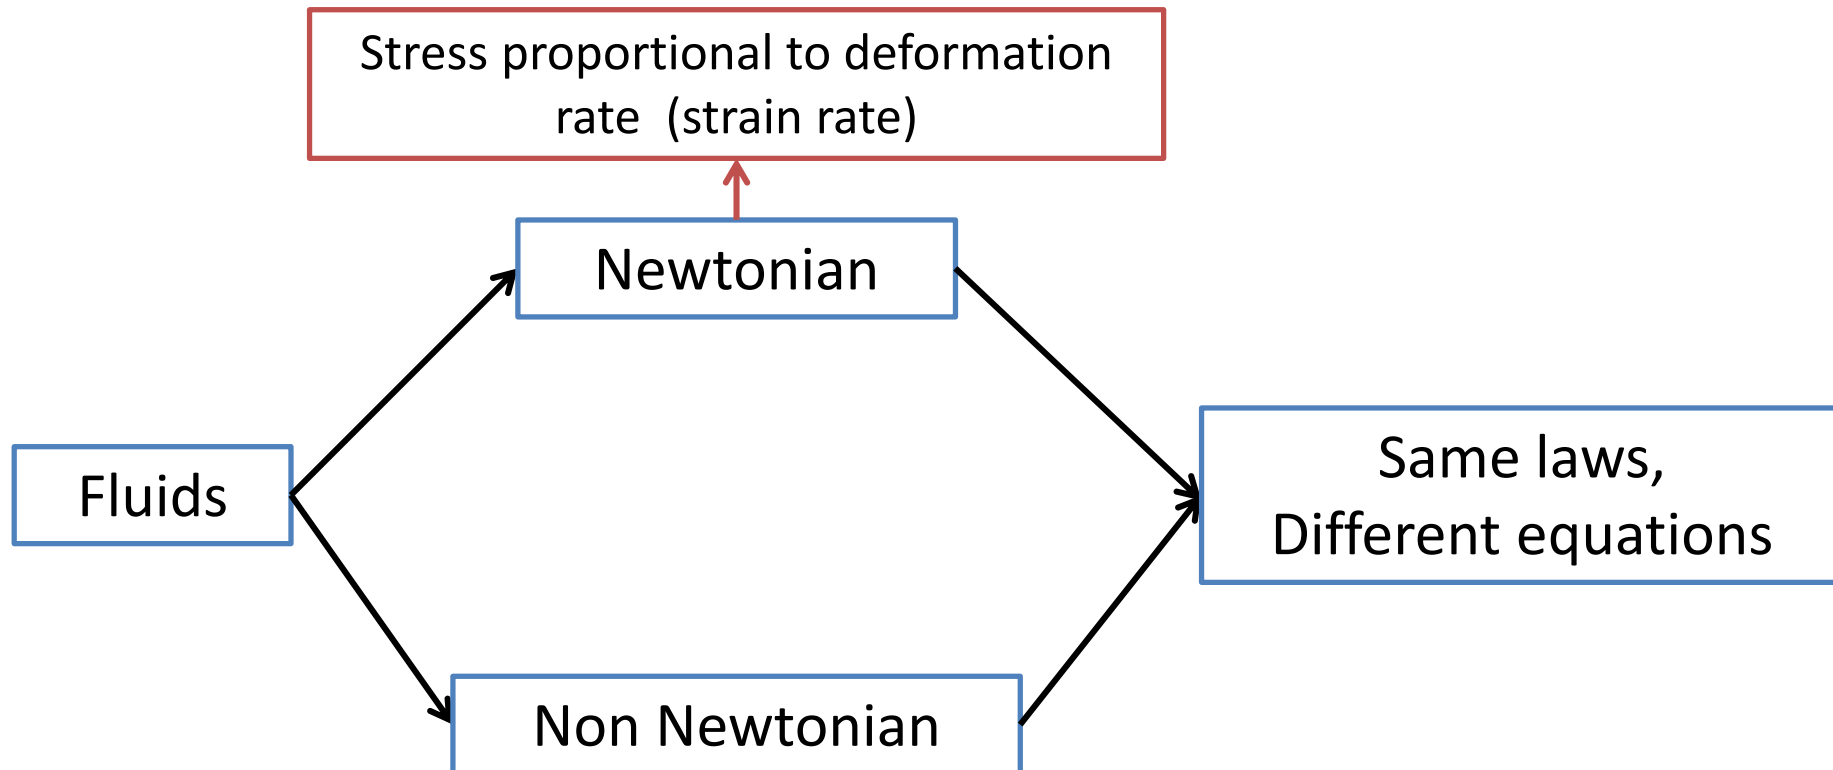 Stress proportional to deformation
rate  (strain rate)
Newtonian
Fluids
Same laws,
Different equations
Non Newtonian